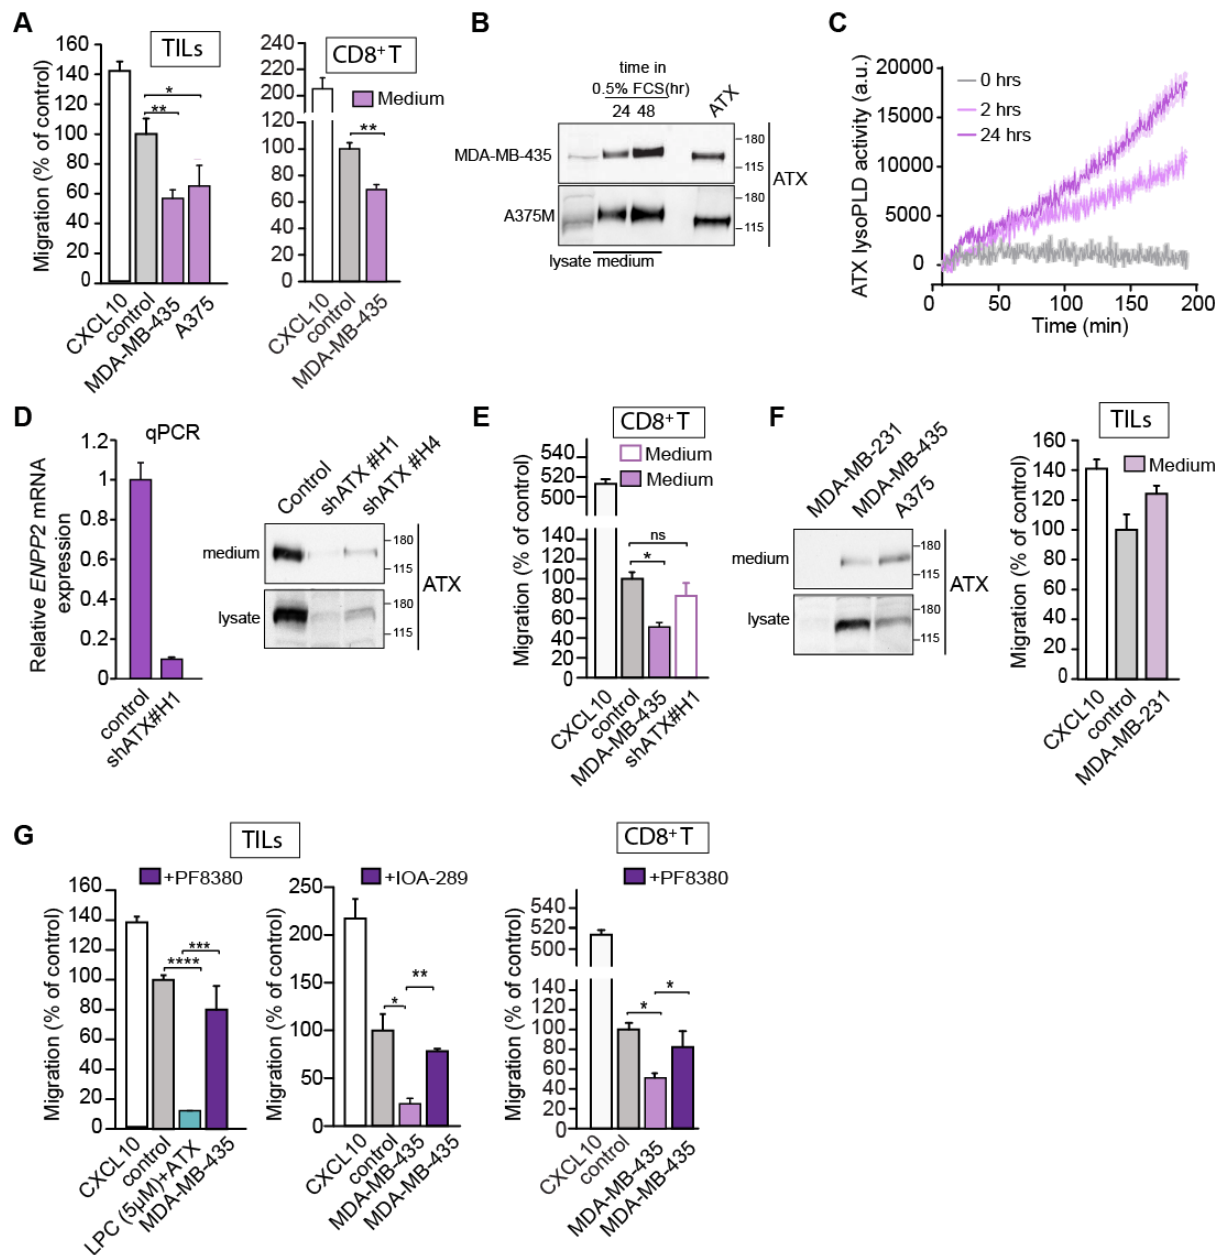 A
TILs
CD8+ T
Migration (% of control)
160
140
120
100
80
60
40
20
0
*
**
CXCL10
control
MDA-MB-435
A375
240
220
200
120
100
80
60
40
20
0
Medium
**
CXCL10
control
MDA-MB-435
B
time in
0.5% FCS(hr)
24 48
ATX
MDA-MB-435
180
115
A375M
180
115
ATX
lysate medium
C
ATX lysoPLD activity (a.u.)
20000
15000
10000
5000
0
0 hrs
2 hrs
24 hrs
0 50 100 150 200
Time (min)
D
qPCR
Relative ENPP2 mRNA
expression
1.2
1
0.8
0.6
0.4
0.2
0
control
shATX#H1
Control
shATX #H1
shATX #H4
medium
180
115
lysate
180
115
ATX
E
CD8+ T
Medium
Medium
Migration (% of control)
540
520
500
140
120
100
80
60
40
20
0
ns
*
CXCL10
control
MDA-MB-435
shATX#H1
F
MDA-MB-231
MDA-MB-435
A375
medium
180
115
lysate
180
115
ATX
TILs
Medium
Migration (% of control)
160
140
120
100
80
60
40
20
0
CXCL10
control
MDA-MB-231
G
TILs
CD8+ T
+PF8380
Migration (% of control)
160
140
120
100
80
60
40
20
0
***
****
CXCL10
control
LPC (5μM)+ATX
MDA-MB-435
+IOA-289
Migration (% of control)
250
200
150
100
50
0
**
*
CXCL10
control
MDA-MB-435
MDA-MB-435
+PF8380
Migration (% of control)
540
520
500
140
120
100
80
60
40
20
0
*
*
CXCL10
control
MDA-MB-435
MDA-MB-435